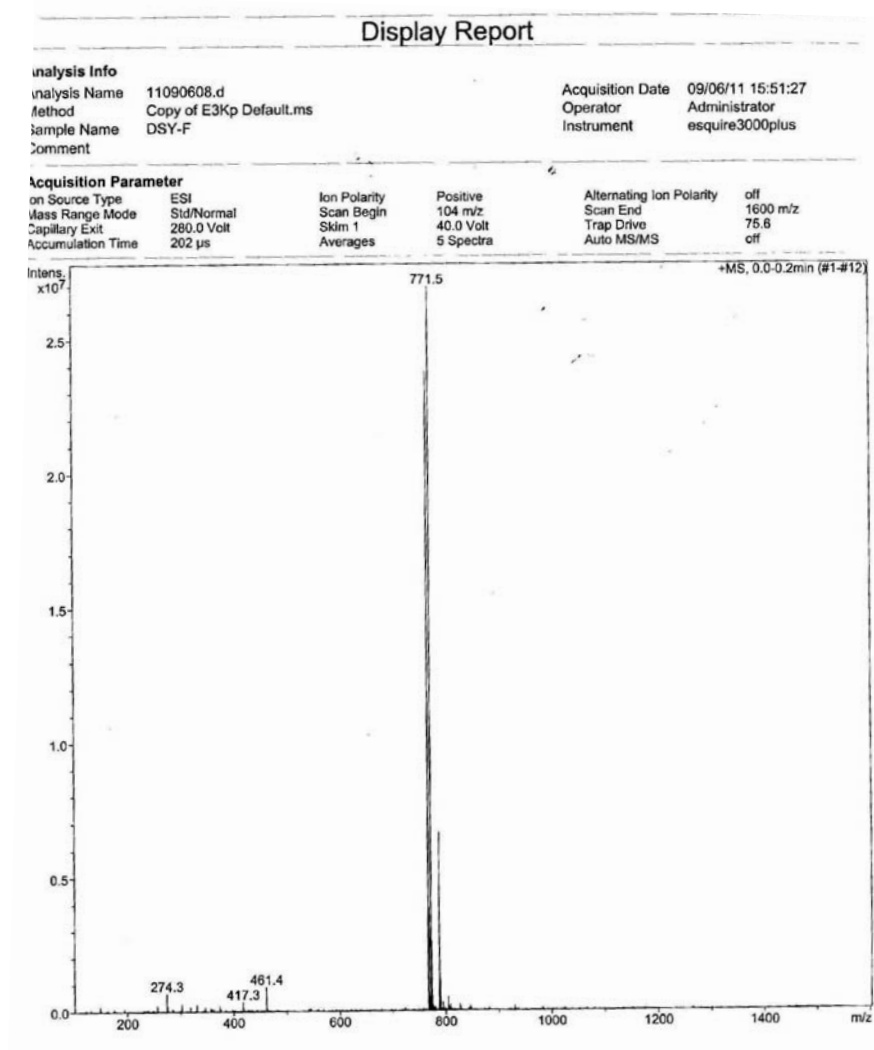 Display Report
nalysis Info
nalysis Name 11090608.d Acquisition Date 09/06/11 15:51:27
Method Copy of E3Kp Default.ms Operator Administrator
Sample Name DSY-F Instrument esquire3000plus
Comment
Acquisition Parameter
on Source Type ESI Ion Polarity Positive Alternating Ion Polarity off
Mass Range Mode Std/Normal Scan Begin 104 m/z Scan End 1600 m/z
Capillary Exit 280.0 Volt Skim 1 40.0 Volt Trap Drive 75.6
Accumulation Time 202 µs Averages 5 Spectra Auto MS/MS off
Intens.
x10⁷
+MS, 0.0-0.2min (#1-#12)
771.5
2.5
2.0
1.5
1.0
0.5
274.3
417.3
461.4
0.0
200 400 600 800 1000 1200 1400 m/z